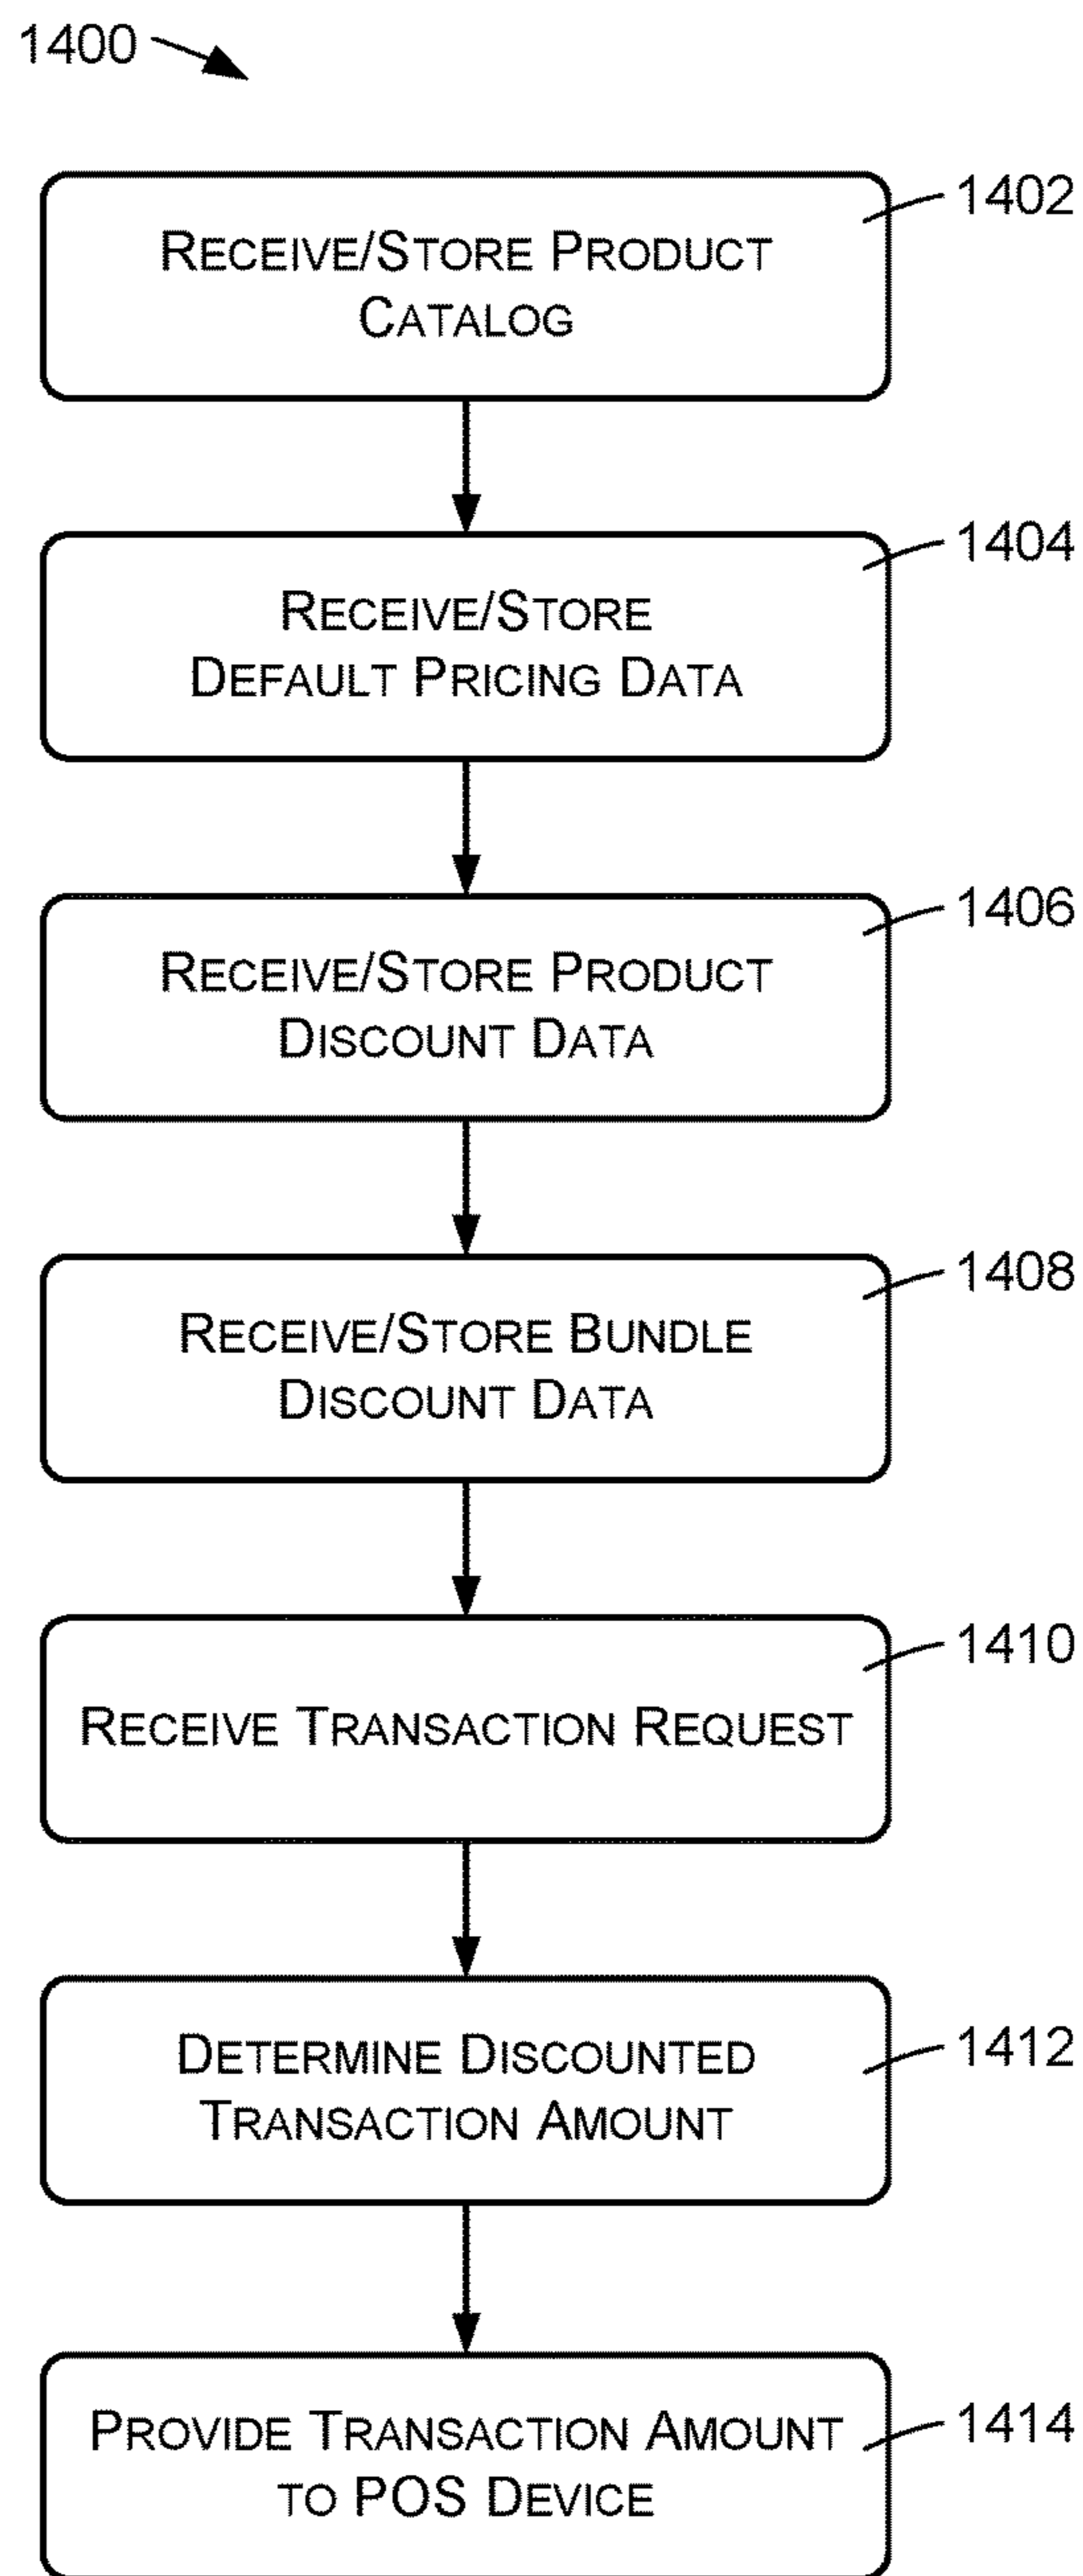 1400
RECEIVE/STORE PRODUCT
CATALOG
1402
RECEIVE/STORE
DEFAULT PRICING DATA
1404
RECEIVE/STORE PRODUCT
DISCOUNT DATA
1406
RECEIVE/STORE BUNDLE
DISCOUNT DATA
1408
RECEIVE TRANSACTION REQUEST
1410
DETERMINE DISCOUNTED
TRANSACTION AMOUNT
1412
PROVIDE TRANSACTION AMOUNT
TO POS DEVICE
1414